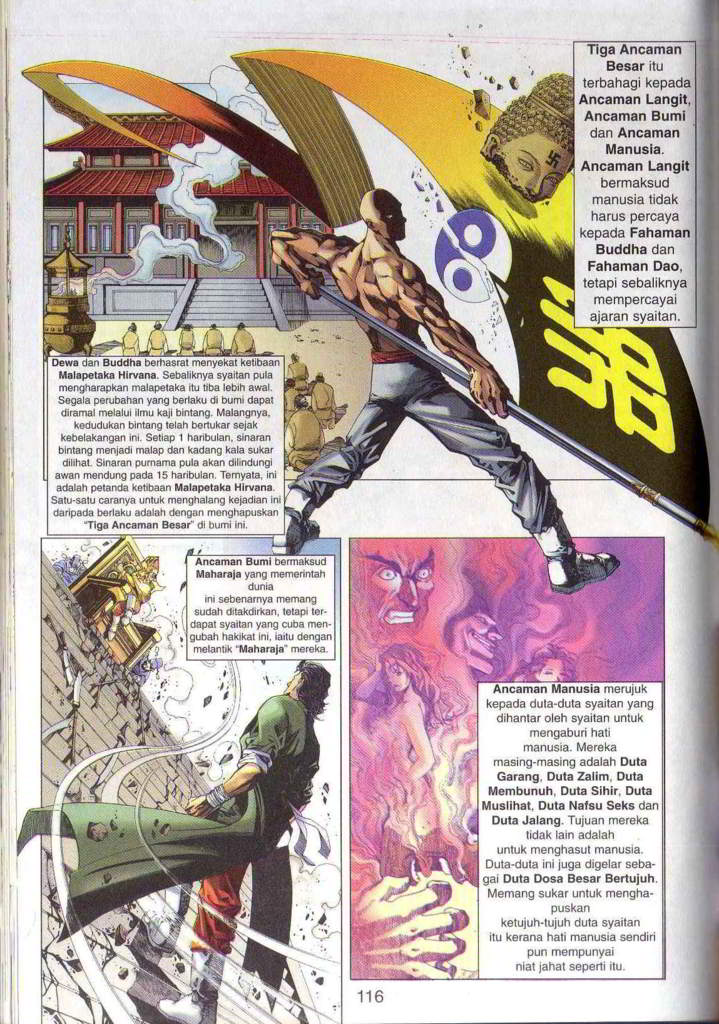 Tiga Ancaman
Besar itu
terbahagi kepada
Ancaman Langit,
Ancaman Bumi
dan Ancaman
Manusia.
Ancaman Langit
bermaksud
manusia tidak
harus percaya
kepada Fahaman
Buddha dan
Fahaman Dao,
tetapi sebaliknya
mempercayai
ajaran syaitan.
Dewa dan Buddha berhasrat menyekat ketibaan
Malapetaka Hirvana. Sebaliknya syaitan pula
mengharapkan malapetaka itu tiba lebih awal.
Segala perubahan yang berlaku di bumi dapat
diramal melalui ilmu kaji bintang. Malangnya,
kedudukan bintang telah bertukar sejak
kebelakangan ini. Setiap 1 haribulan, sinaran
bintang menjadi malap dan kadang kala sukar
dilihat. Sinaran purnama pula akan dilindungi
awan mendung pada 15 haribulan. Ternyata, ini
adalah petanda ketibaan Malapetaka Hirvana.
Satu-satu caranya untuk menghalang kejadian ini
daripada berlaku adalah dengan menghapuskan
"Tiga Ancaman Besar" di bumi ini.
Ancaman Bumi bermaksud
Maharaja yang memerintah
dunia
ini sebenarnya memang
sudah ditakdirkan, tetapi ter-
dapat syaitan yang cuba men-
gubah hakikat ini, iaitu dengan
melantik "Maharaja" mereka.
Ancaman Manusia merujuk
kepada duta-duta syaitan yang
dihantar oleh syaitan untuk
mengaburi hati
manusia. Mereka
masing-masing adalah Duta
Garang, Duta Zalim, Duta
Membunuh, Duta Sihir, Duta
Muslihat, Duta Nafsu Seks dan
Duta Jalang. Tujuan mereka
tidak lain adalah
untuk menghasut manusia.
Duta-duta ini juga digelar seba-
gai Duta Dosa Besar Bertujuh.
Memang sukar untuk mengha-
puskan
ketujuh-tujuh duta syaitan
itu kerana hati manusia sendiri
pun mempunyai
niat jahat seperti itu.
116